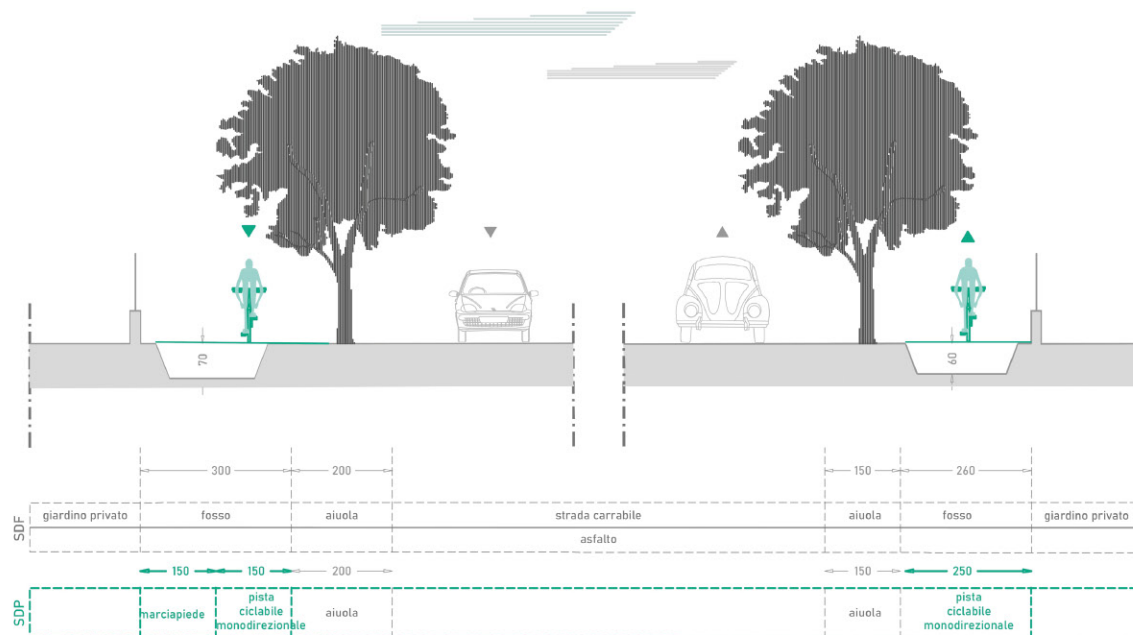 70
60
300
200
150
260
SDF
giardino privato
fosso
aiuola
strada carrabile
aiuola
fosso
giardino privato
asfalto
150
150
200
150
250
SDP
marciapiede
pista
ciclabile
monodirezionale
aiuola
aiuola
pista
ciclabile
monodirezionale